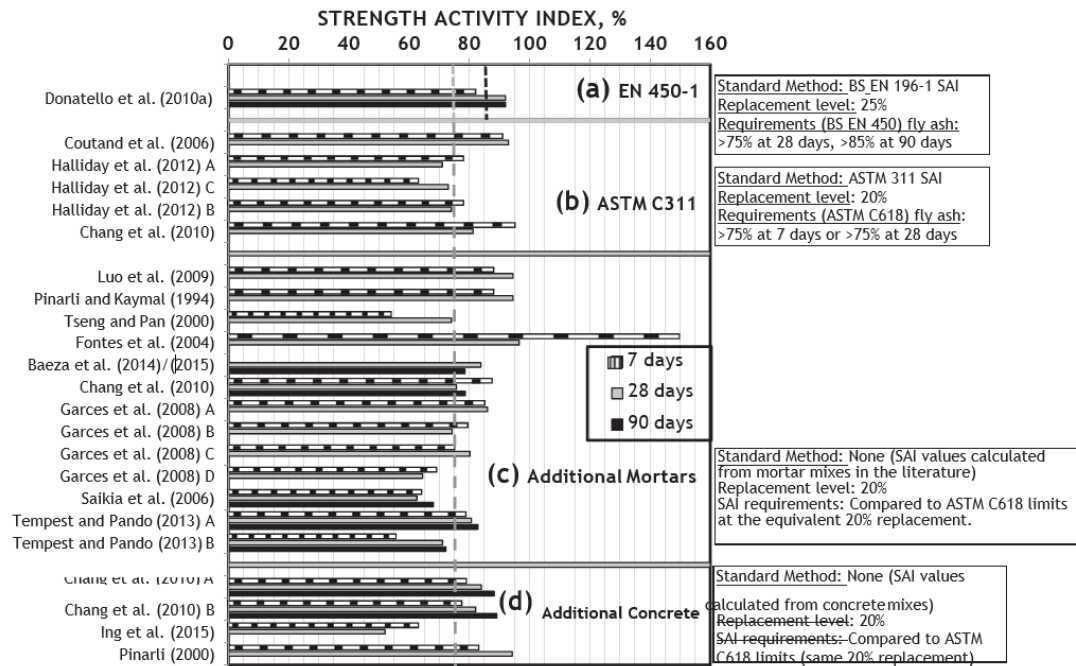 STRENGTH ACTIVITY INDEX, %
0 20 40 60 80 100 120 140 160
Donatello et al. (2010a)
(a) EN 450-1
Standard Method: BS EN 196-1 SAI
Replacement level: 25%
Requirements (BS EN 450) fly ash:
>75% at 28 days, >85% at 90 days
Coutand et al. (2006)
Halliday et al. (2012) A
Halliday et al. (2012) C
Halliday et al. (2012) B
Chang et al. (2010)
(b) ASTM C311
Standard Method: ASTM 311 SAI
Replacement level: 20%
Requirements (ASTM C618) fly ash:
>75% at 7 days or >75% at 28 days
Luo et al. (2009)
Pinarli and Kaymal (1994)
Tseng and Pan (2000)
Fontes et al. (2004)
Baeza et al. (2014)/(2015)
Chang et al. (2010)
Garces et al. (2008) A
Garces et al. (2008) B
Garces et al. (2008) C
Garces et al. (2008) D
Saikia et al. (2006)
Tempest and Pando (2013) A
Tempest and Pando (2013) B
7 days
28 days
90 days
(c) Additional Mortars
Standard Method: None (SAI values calculated
from mortar mixes in the literature)
Replacement level: 20%
SAI requirements: Compared to ASTM C618 limits
at the equivalent 20% replacement.
Chang et al. (2010) A
Chang et al. (2010) B
Ing et al. (2015)
Pinarli (2000)
(d) Additional Concrete
Standard Method: None (SAI values
calculated from concrete mixes)
Replacement level: 20%
SAI requirements: Compared to ASTM
C618 limits (same 20% replacement)